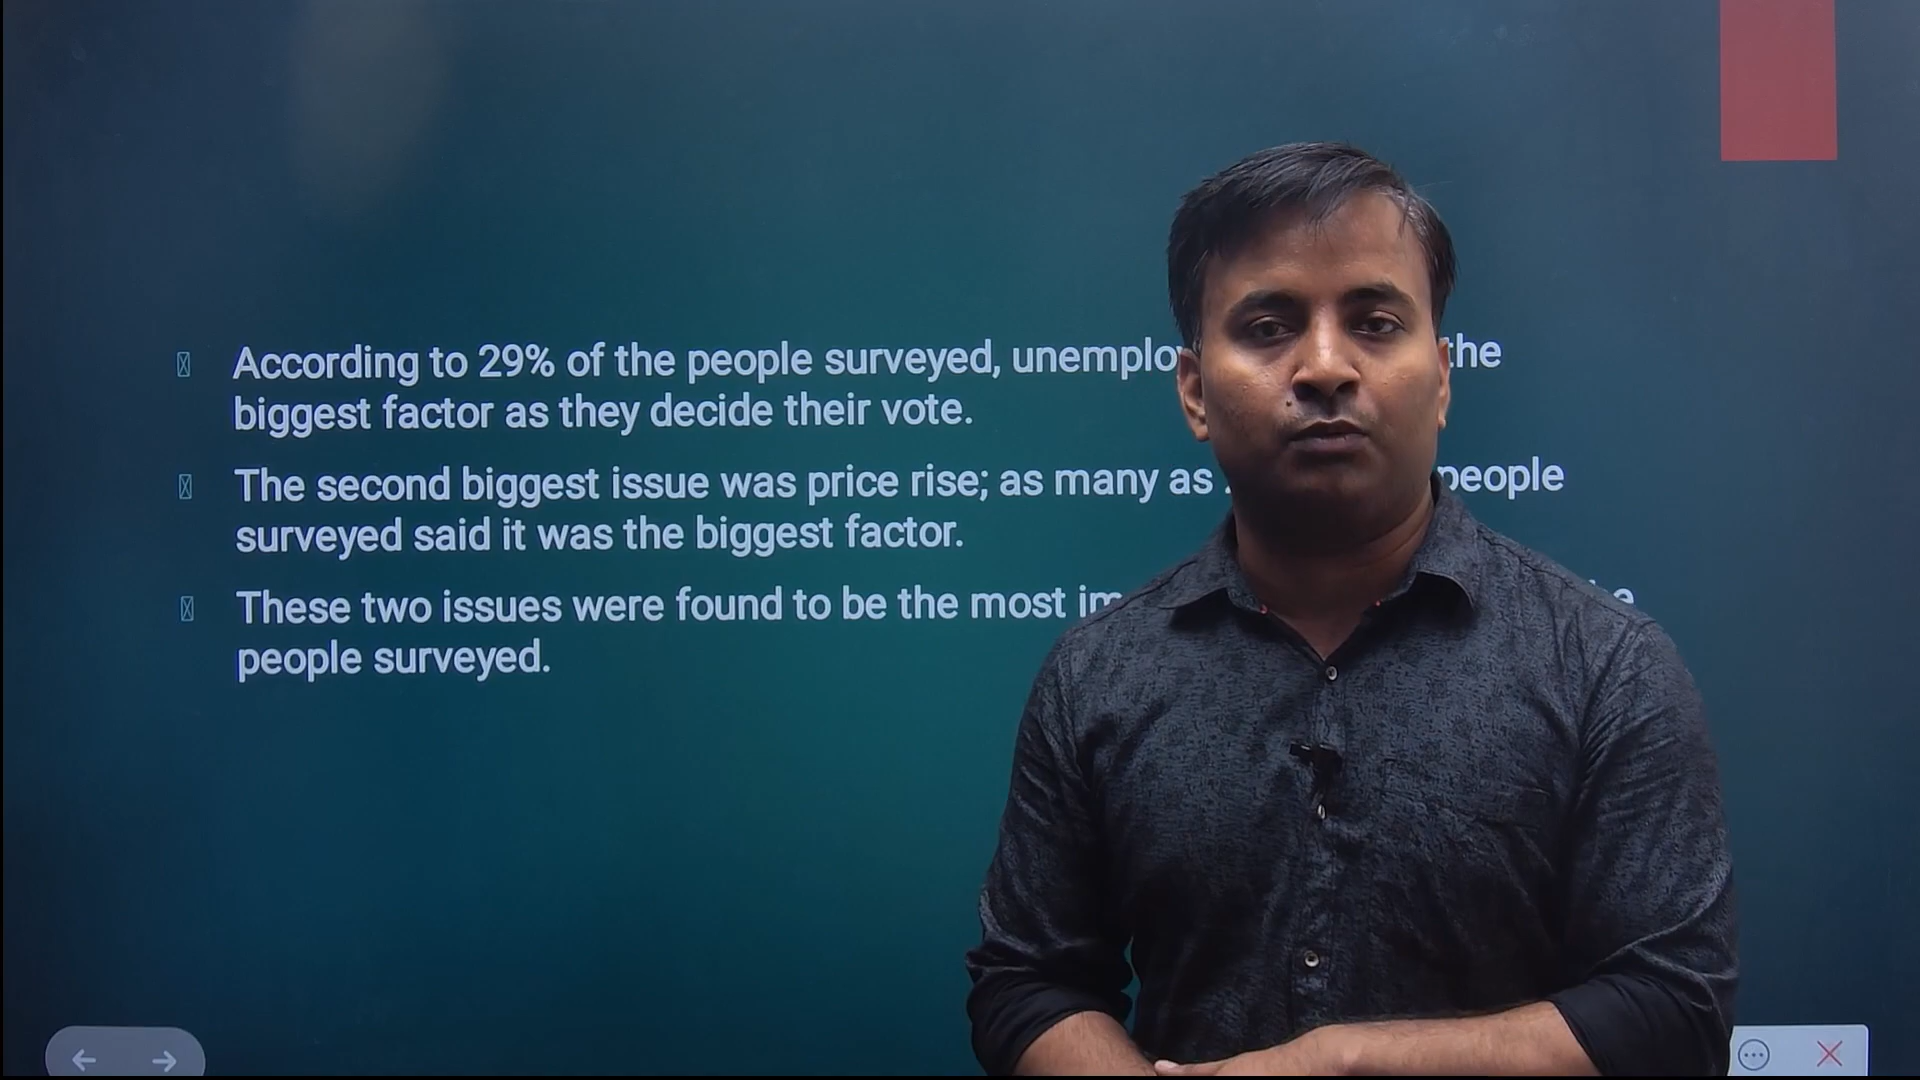 According to 29% of the people surveyed, the
biggest factor as they decide their vote.
The second biggest issue was price rise; as many as people
surveyed said it was the biggest factor.
These two issues were found to be the most
people surveyed.